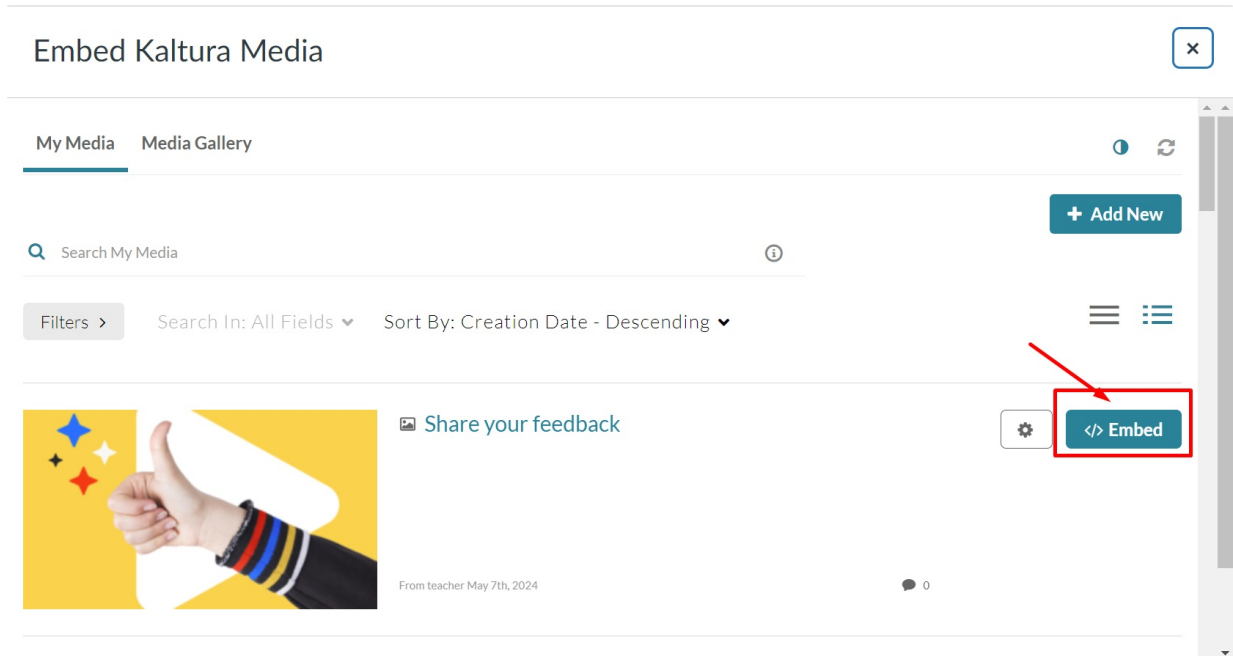 Embed Kaltura Media
×
My Media Media Gallery
+ Add New
Search My Media
Filters > Search In: All Fields Sort By: Creation Date - Descending
Share your feedback
</> Embed
From teacher May 7th, 2024 0